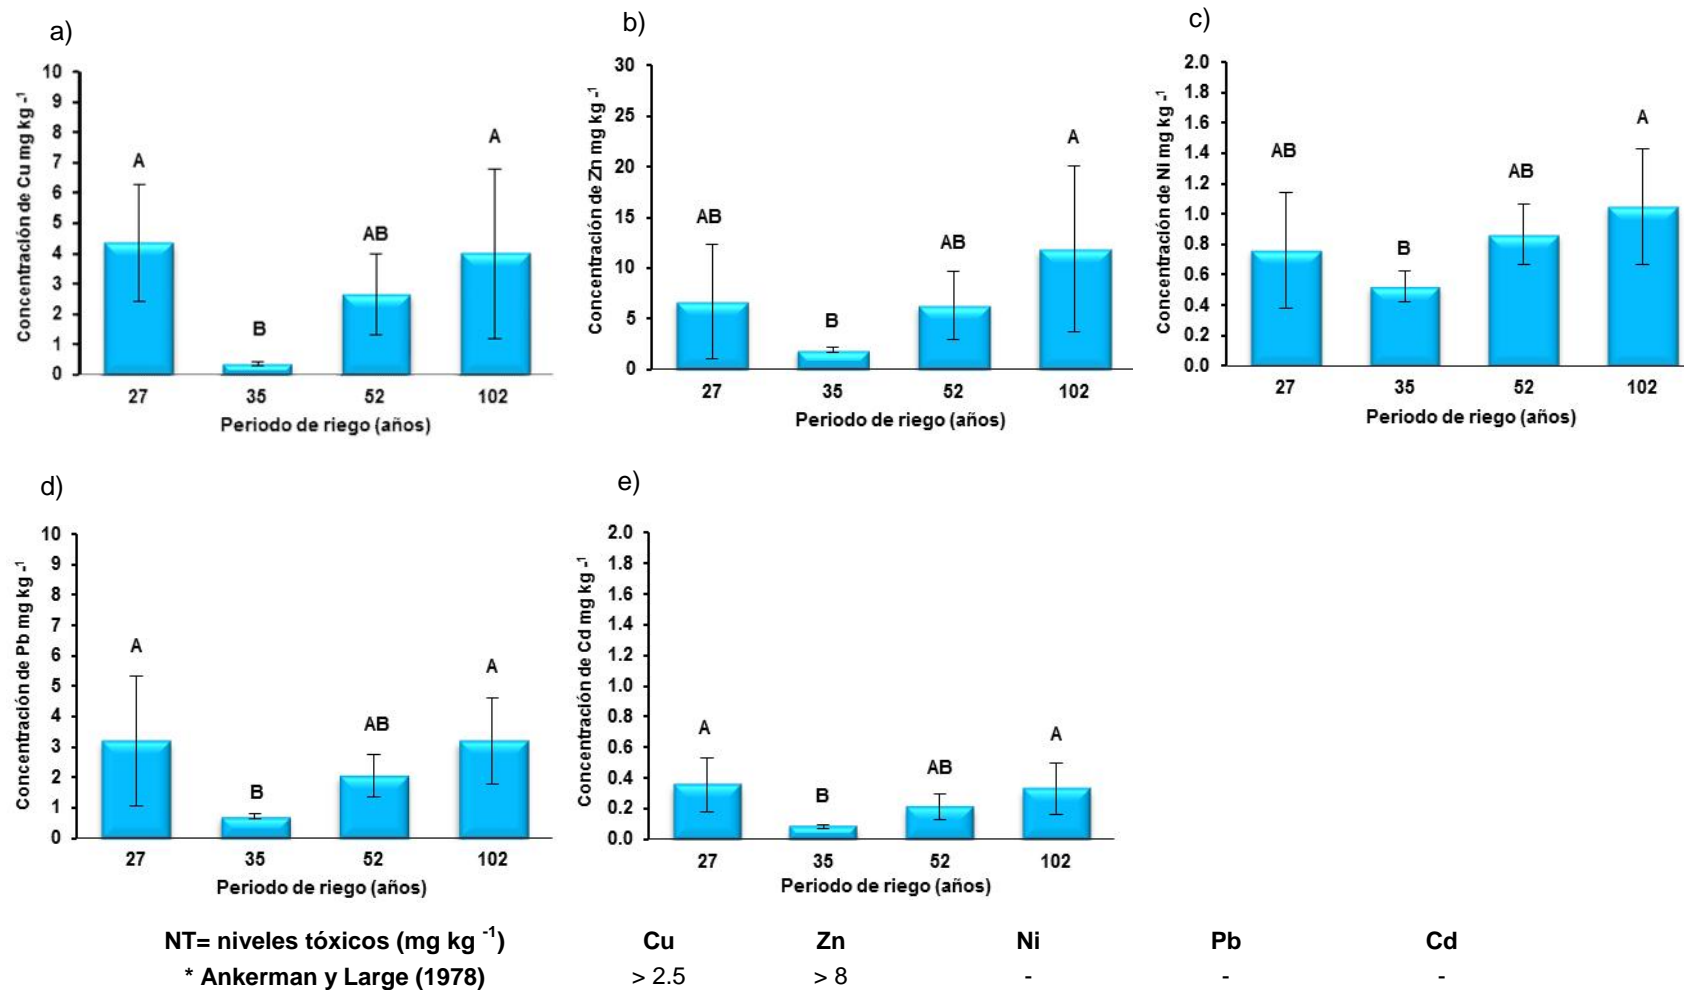 a)
Concentración de Cu mg kg -1
10
9
8
7
6
5
4
3
2
1
0
A
B
AB
A
27 35 52 102
Periodo de riego (años)
b)
Concentración de Zn mg kg -1
30
25
20
15
10
5
0
AB
B
AB
A
27 35 52 102
Periodo de riego (años)
c)
Concentración de Ni mg kg -1
2.0
1.8
1.6
1.4
1.2
1.0
0.8
0.6
0.4
0.2
0.0
AB
B
AB
A
27 35 52 102
Periodo de riego (años)
d)
Concentración de Pb mg kg -1
10
9
8
7
6
5
4
3
2
1
0
A
B
AB
A
27 35 52 102
Periodo de riego (años)
e)
Concentración de Cd mg kg -1
2.0
1.8
1.6
1.4
1.2
1.0
0.8
0.6
0.4
0.2
0.0
A
B
AB
A
27 35 52 102
Periodo de riego (años)
NT= niveles tóxicos (mg kg -1) Cu Zn Ni Pb Cd
* Ankerman y Large (1978) > 2.5 > 8 - - -